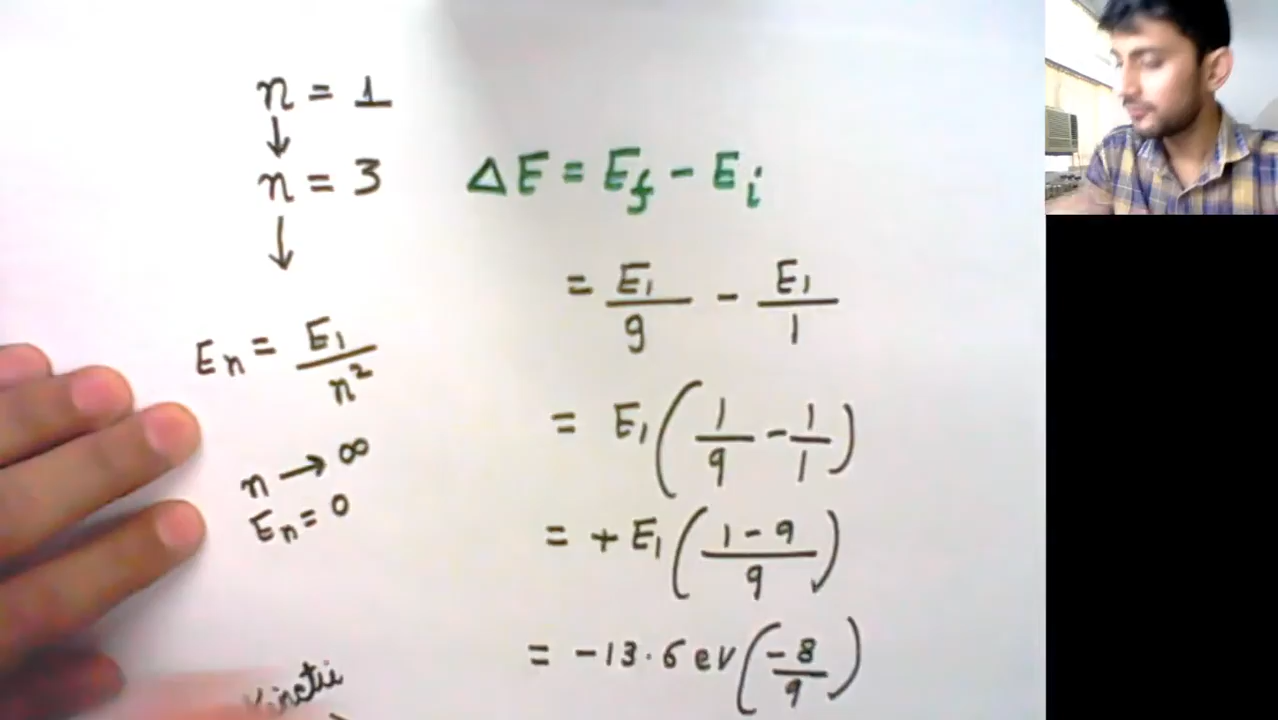 n = 1
↓
n = 3
↓
En = E1/n²
n → ∞
En = 0
ΔE = Ef - Ei
= E1/9 - E1/1
= E1(1/9 - 1/1)
= + E1((1-9)/9)
= -13.6 ev(-8/9)